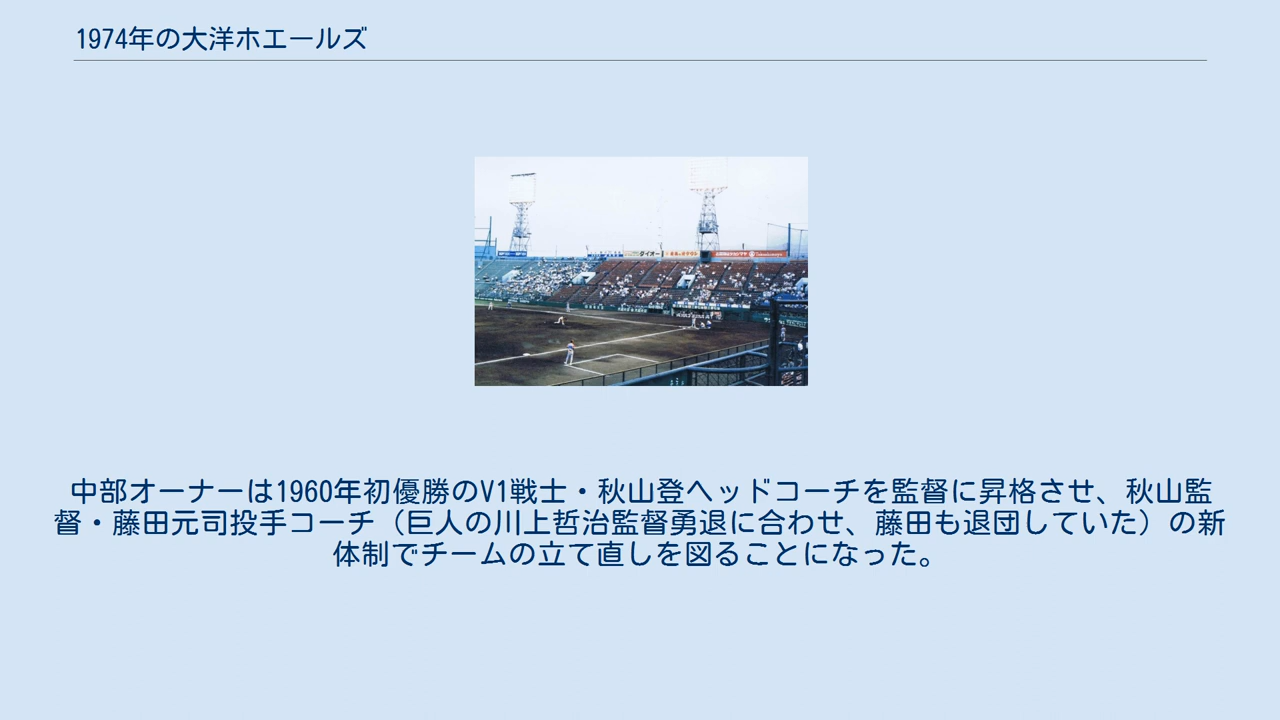 1974年の大洋ホエールズ
ダイオー
中部オーナーは1960年初優勝のV1戦士・秋山登ヘッドコーチを監督に昇格させ、秋山監
督・藤田元司投手コーチ（巨人の川上哲治監督勇退に合わせ、藤田も退団していた）の新
体制でチームの立て直しを図ることになった。